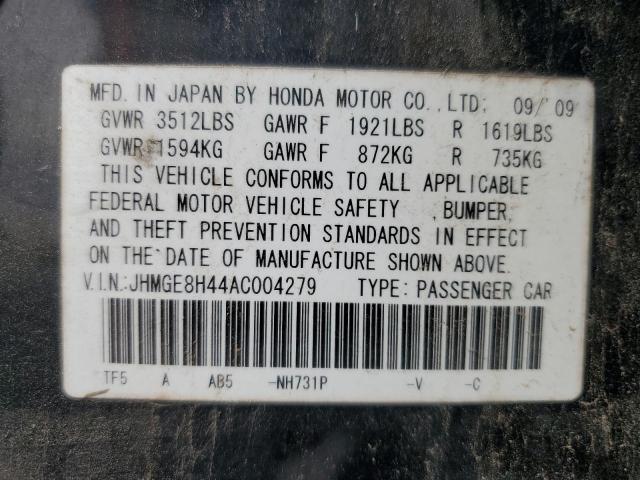 MFD. IN JAPAN BY HONDA MOTOR CO., LTD; 09/ 09
GVWR 3512LBS GAWR F 1921LBS R 1619LBS
GVWR 1594KG GAWR F 872KG R 735KG
THIS VEHICLE CONFORMS TO ALL APPLICABLE
FEDERAL MOTOR VEHICLE SAFETY , BUMPER,
AND THEFT PREVENTION STANDARDS IN EFFECT
ON THE DATE OF MANUFACTURE SHOWN ABOVE.
V.I.N.:JHMGE8H44AC004279 TYPE: PASSENGER CAR
TF5 A AB5 -NH731P -V -C